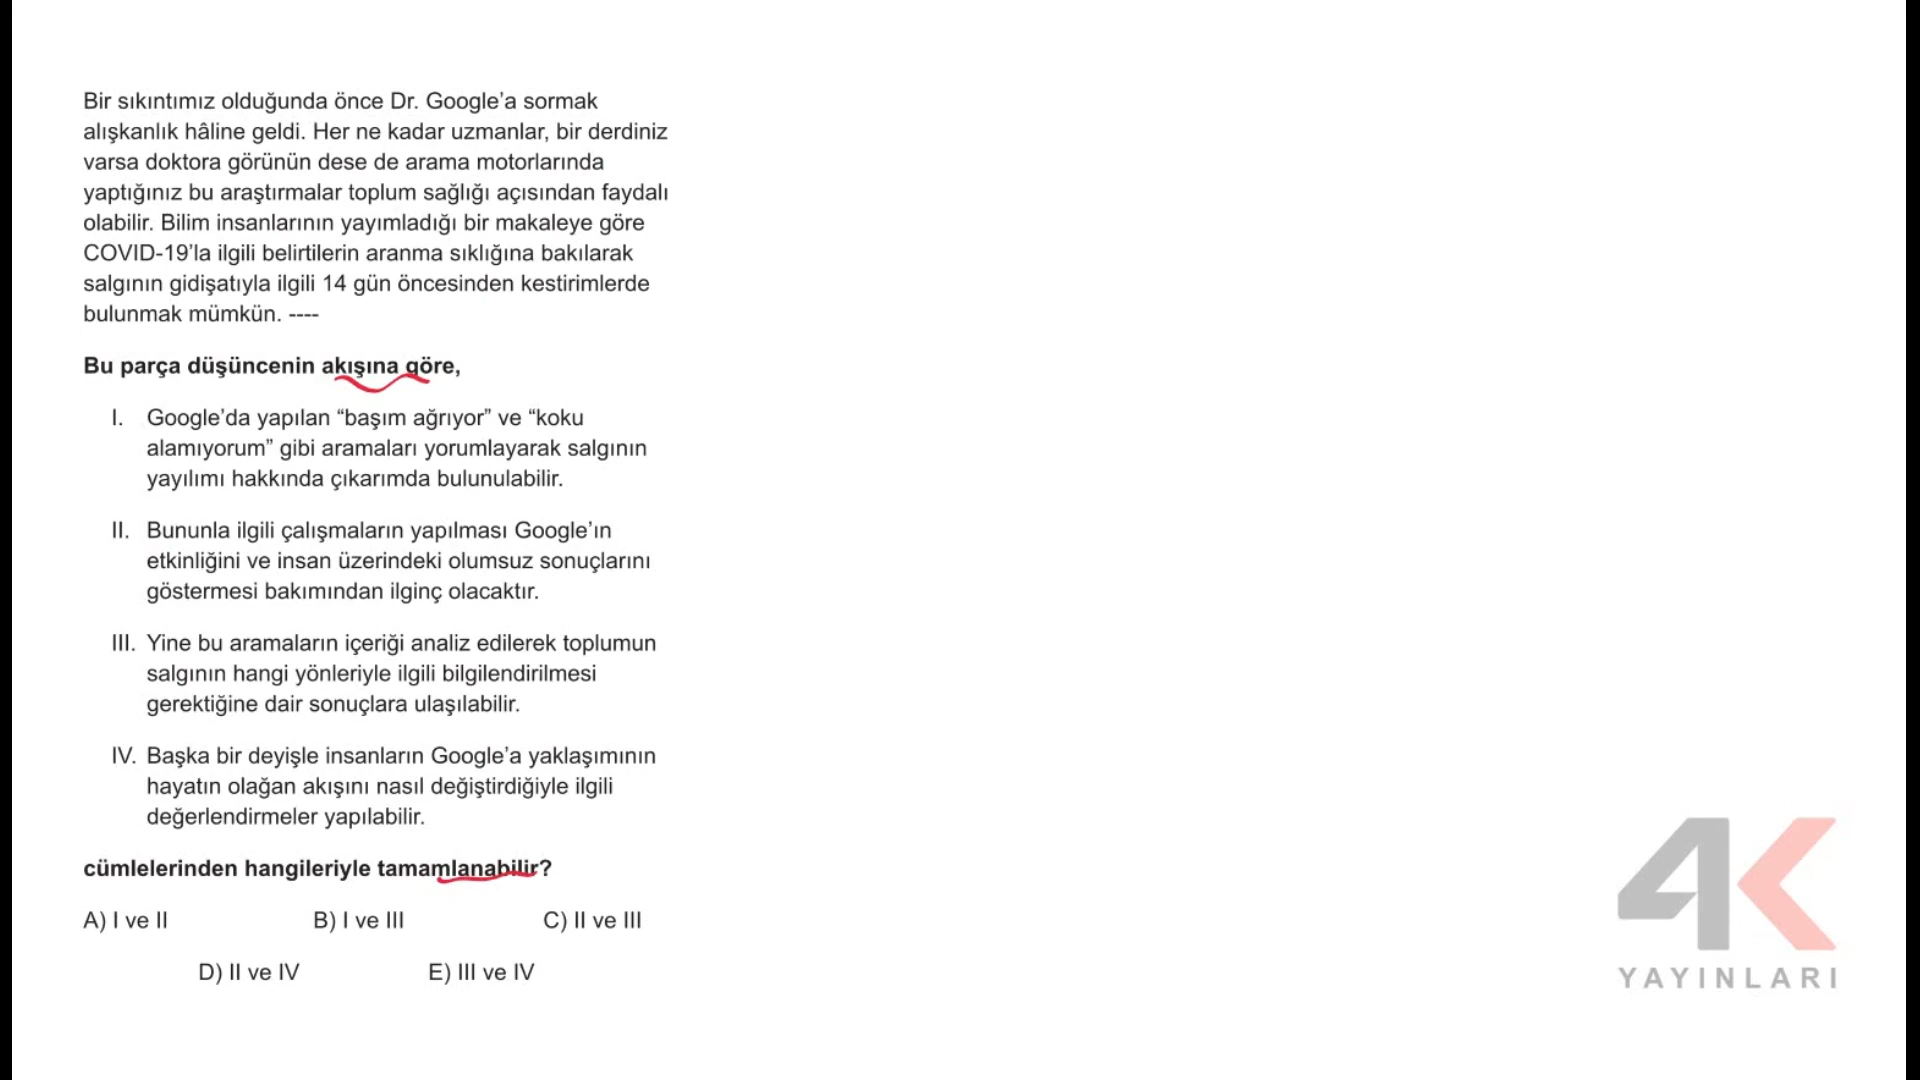 Bir sıkıntımız olduğunda önce Dr. Google’a sormak
alışkanlık hâline geldi. Her ne kadar uzmanlar, bir derdiniz
varsa doktora görünün dese de arama motorlarında
yaptığınız bu araştırmalar toplum sağlığı açısından faydalı
olabilir. Bilim insanlarının yayımladığı bir makaleye göre
COVID-19’la ilgili belirtilerin aranma sıklığına bakılarak
salgının gidişatıyla ilgili 14 gün öncesinden kestirimlerde
bulunmak mümkün. ----
Bu parça düşüncenin akışına göre,
I. Google’da yapılan “başım ağrıyor” ve “koku
alamıyorum” gibi aramaları yorumlayarak salgının
yayılımı hakkında çıkarımda bulunulabilir.
II. Bununla ilgili çalışmaların yapılması Google’ın
etkinliğini ve insan üzerindeki olumsuz sonuçlarını
göstermesi bakımından ilginç olacaktır.
III. Yine bu aramaların içeriği analiz edilerek toplumun
salgının hangi yönleriyle ilgili bilgilendirilmesi
gerektiğine dair sonuçlara ulaşılabilir.
IV. Başka bir deyişle insanların Google’a yaklaşımının
hayatın olağan akışını nasıl değiştirdiğiyle ilgili
değerlendirmeler yapılabilir.
cümlelerinden hangileriyle tamamlanabilir?
A) I ve II B) I ve III C) II ve III
D) II ve IV E) III ve IV
4K
YAYINLARI